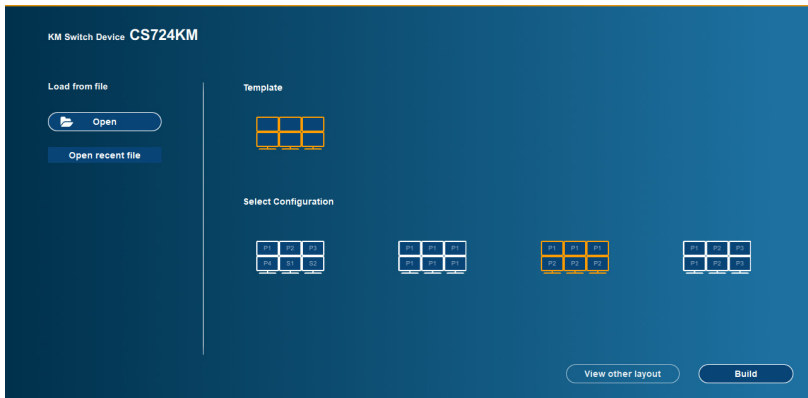 KM Switch Device CS724KM
Load from file
Open
Open recent file
Template
Select Configuration
P1 P2 P3
P4 S1 S2
P1 P1 P1
P1 P1 P1
P1 P1 P1
P2 P2 P2
P1 P2 P3
P1 P2 P3
View other layout
Build